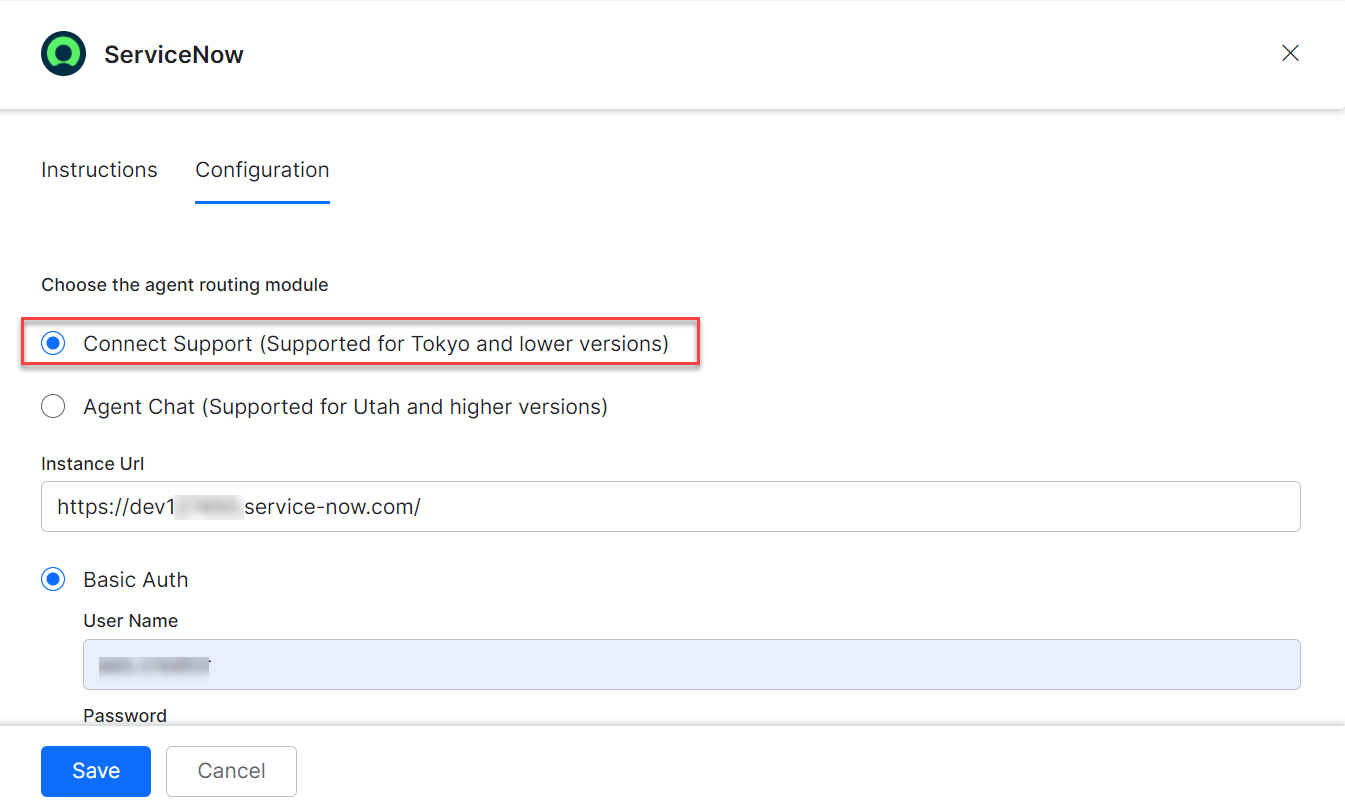 ServiceNow
Instructions Configuration
Choose the agent routing module
Connect Support (Supported for Tokyo and lower versions)
Agent Chat (Supported for Utah and higher versions)
Instance Url
https://dev1 service-now.com/
Basic Auth
User Name
Password
Save Cancel